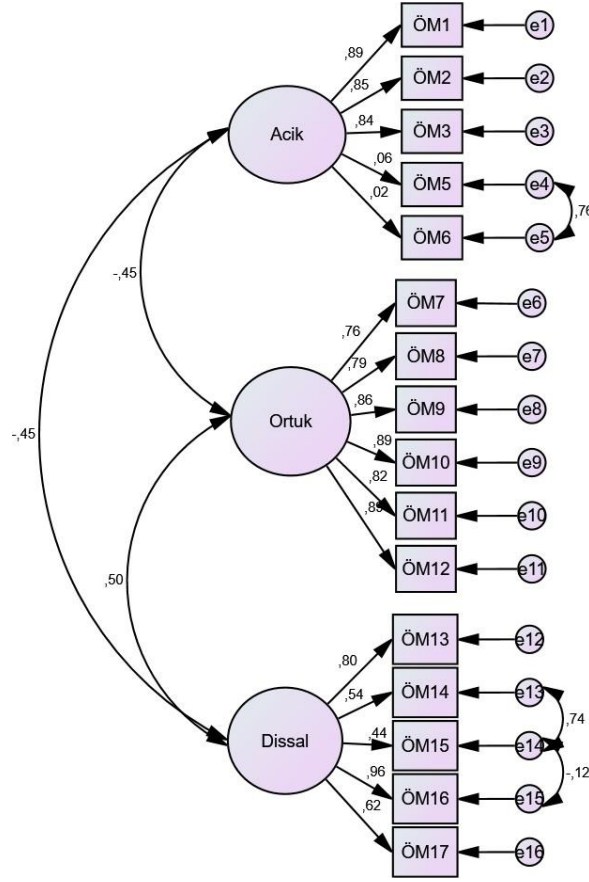 ÖM1
e1
,89
ÖM2
e2
,85
Acik
ÖM3
e3
,84
,06
ÖM5
e4
,02
,76
ÖM6
e5
-,45
ÖM7
e6
,76
ÖM8
e7
,79
ÖM9
e8
,86
Ortuk
,89
ÖM10
e9
-,45
,82
ÖM11
e10
ÖM12
e11
,50
ÖM13
e12
,80
ÖM14
e13
,54
,74
Dissal
,44
ÖM15
e14
,96
-,12
ÖM16
e15
,62
ÖM17
e16